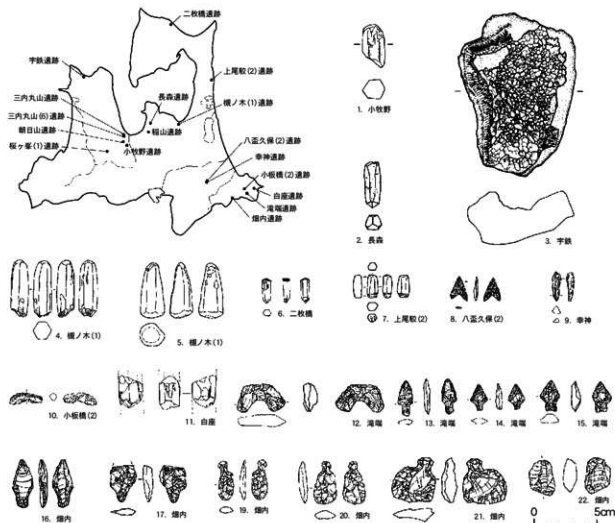 二枚橋遺跡
宇鉄遺跡
上尾駮(2)遺跡
三内丸山遺跡
長森遺跡
槻ノ木(1)遺跡
三内丸山(6)遺跡
稲山遺跡
朝日山遺跡
桜ヶ峯(1)遺跡
小牧野遺跡
八盃久保(2)遺跡
幸神遺跡
小板橋(2)遺跡
白座遺跡
滝端遺跡
畑内遺跡
1. 小牧野
2. 長森
3. 宇鉄
4. 槻ノ木(1)
5. 槻ノ木(1)
6. 二枚橋
7. 上尾駮(2)
8. 八盃久保(2)
9. 幸神
10. 小板橋(2)
11. 白座
12. 滝端
13. 滝端
14. 滝端
15. 滝端
16. 畑内
17. 畑内
19. 畑内
20. 畑内
21. 畑内
22. 畑内
0 5cm